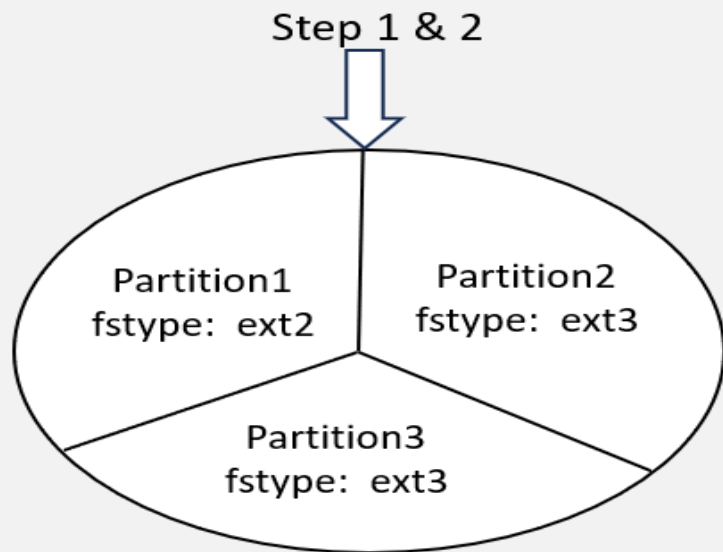 Step 1 & 2
Partition1
fstype: ext2
Partition2
fstype: ext3
Partition3
fstype: ext3